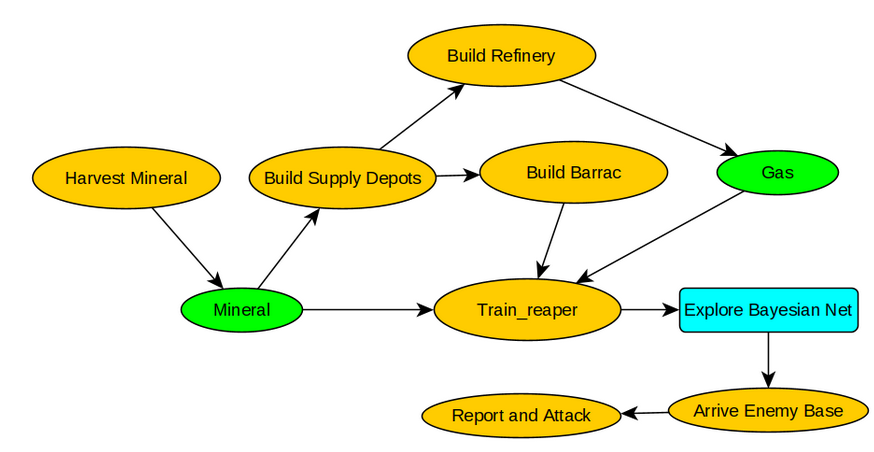 Build Refinery
Harvest Mineral
Build Supply Depots
Build Barrac
Gas
Mineral
Train_reaper
Explore Bayesian Net
Report and Attack
Arrive Enemy Base